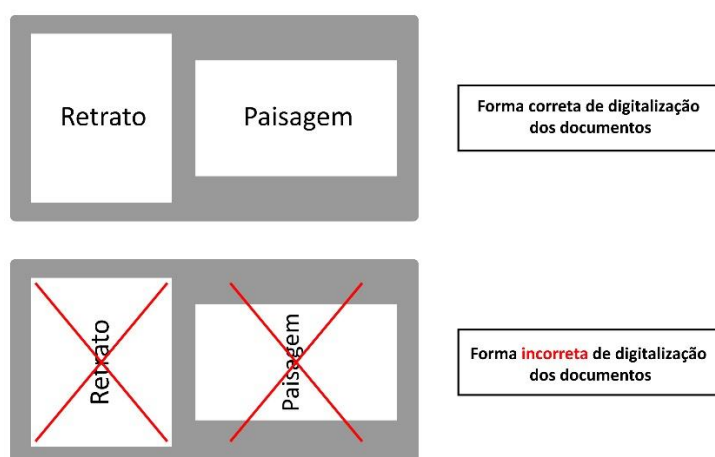 Retrato
Paisagem
Forma correta de digitalização
dos documentos
Retrato
Paisagem
Forma incorreta de digitalização
dos documentos